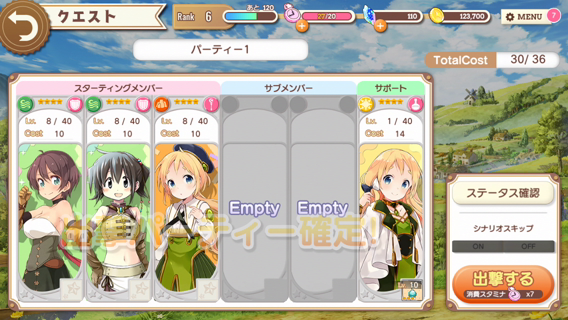 クエスト
Rank 6
あと 120
27/20
110
123,700
MENU
?
パーティー1
TotalCost 30/36
スターティングメンバー
サブメンバー
サポート
Lv. 8/40
Cost 10
Lv. 8/40
Cost 10
Lv. 8/40
Cost 10
Lv. 1/40
Cost 14
Empty
Empty
パーティー確定!
Lv. 10
ステータス確認
シナリオスキップ
ON OFF
出撃する
消費スタミナ x7